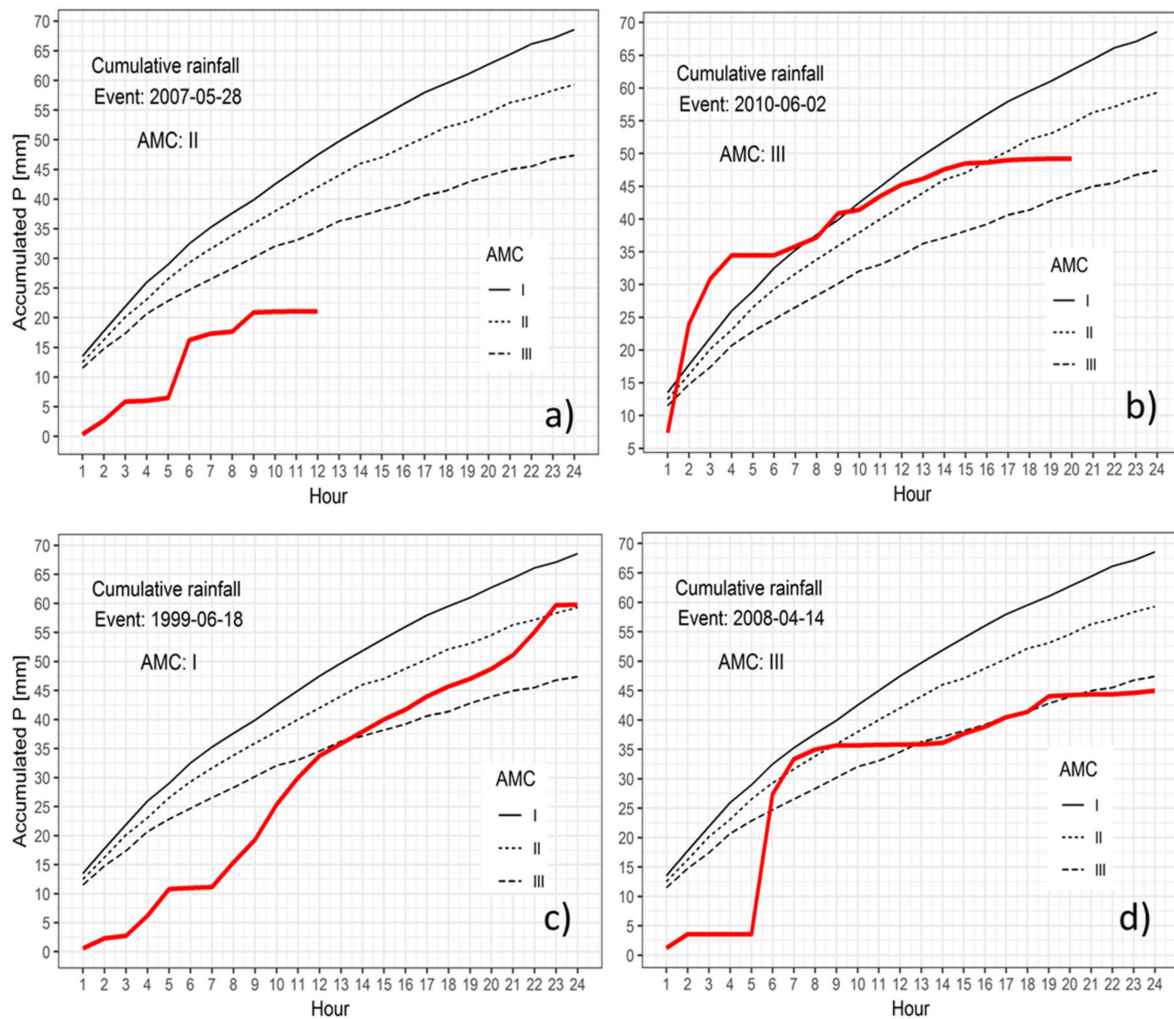 Accumulated P [mm]
70
65
60
55
50
45
40
35
30
25
20
15
10
5
0
Cumulative rainfall
Event: 2007-05-28
AMC: II
AMC
I
II
III
a)
1 2 3 4 5 6 7 8 9 10 11 12 13 14 15 16 17 18 19 20 21 22 23 24
Hour
70
65
60
55
50
45
40
35
30
25
20
15
10
5
Cumulative rainfall
Event: 2010-06-02
AMC: III
AMC
I
II
III
b)
1 2 3 4 5 6 7 8 9 10 11 12 13 14 15 16 17 18 19 20 21 22 23 24
Hour
Accumulated P [mm]
70
65
60
55
50
45
40
35
30
25
20
15
10
5
0
Cumulative rainfall
Event: 1999-06-18
AMC: I
AMC
I
II
III
c)
1 2 3 4 5 6 7 8 9 10 11 12 13 14 15 16 17 18 19 20 21 22 23 24
Hour
70
65
60
55
50
45
40
35
30
25
20
15
10
5
0
Cumulative rainfall
Event: 2008-04-14
AMC: III
AMC
I
II
III
d)
1 2 3 4 5 6 7 8 9 10 11 12 13 14 15 16 17 18 19 20 21 22 23 24
Hour